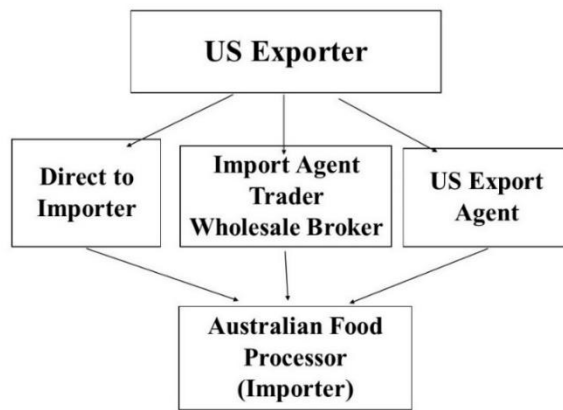 US Exporter
Direct to
Importer
Import Agent
Trader
Wholesale Broker
US Export
Agent
Australian Food
Processor
(Importer)